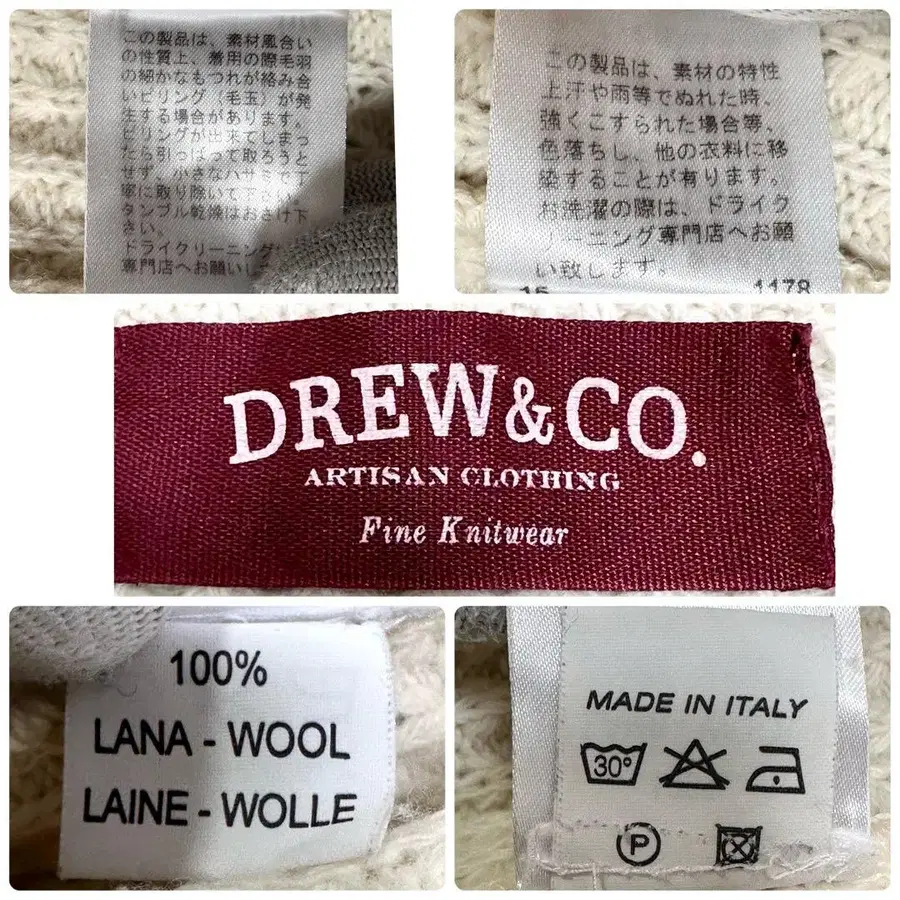 この製品は、素材風合い
の性質上、着用の際毛羽
の細かなもつれが絡み合
いピリング（毛玉）が発
生する場合があります。
ピリングが出来てしまっ
たら引っぱって取ろうと
せず、小さなハサミで丁
寧に取り除いて下さい。
タンブル乾燥はおさけ下
さい。
ドライクリーニング
専門店へお願いし
この製品は、素材の特性
上汗や雨等でぬれた時、
強くこすられた場合等、
色落ちし、他の衣料に移
染することが有ります。
お洗濯の際は、ドライク
リーニング専門店へお願
い致します。
15 1178
DREW&CO.
ARTISAN CLOTHING
Fine Knitwear
100%
LANA - WOOL
LAINE - WOLLE
MADE IN ITALY
30°
P